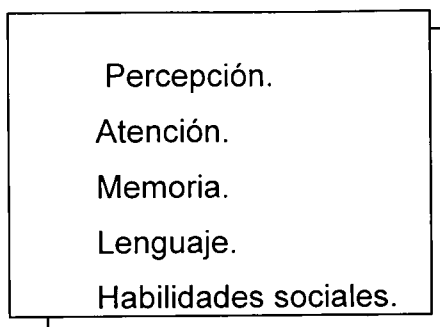 Percepción.
Atención.
Memoria.
Lenguaje.
Habilidades sociales.